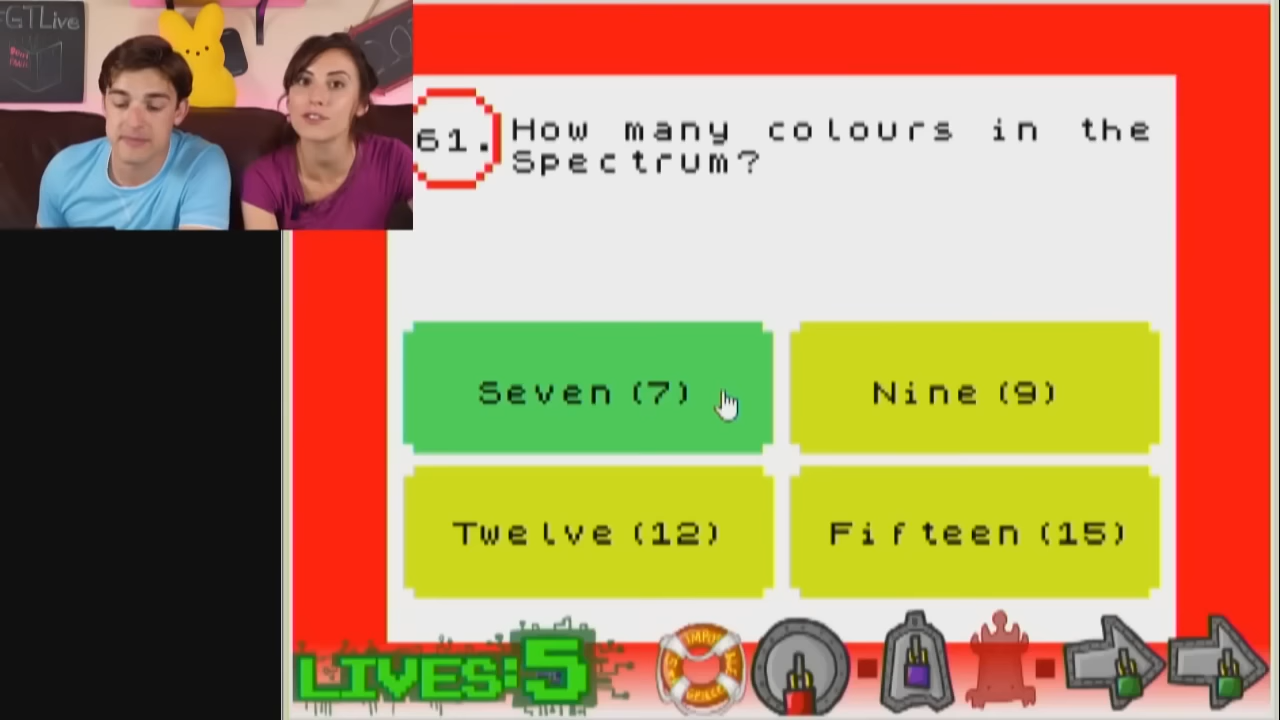 GTLive
61. How many colours in the
Spectrum?
Seven (7)
Nine (9)
Twelve (12)
Fifteen (15)
LIVES:5